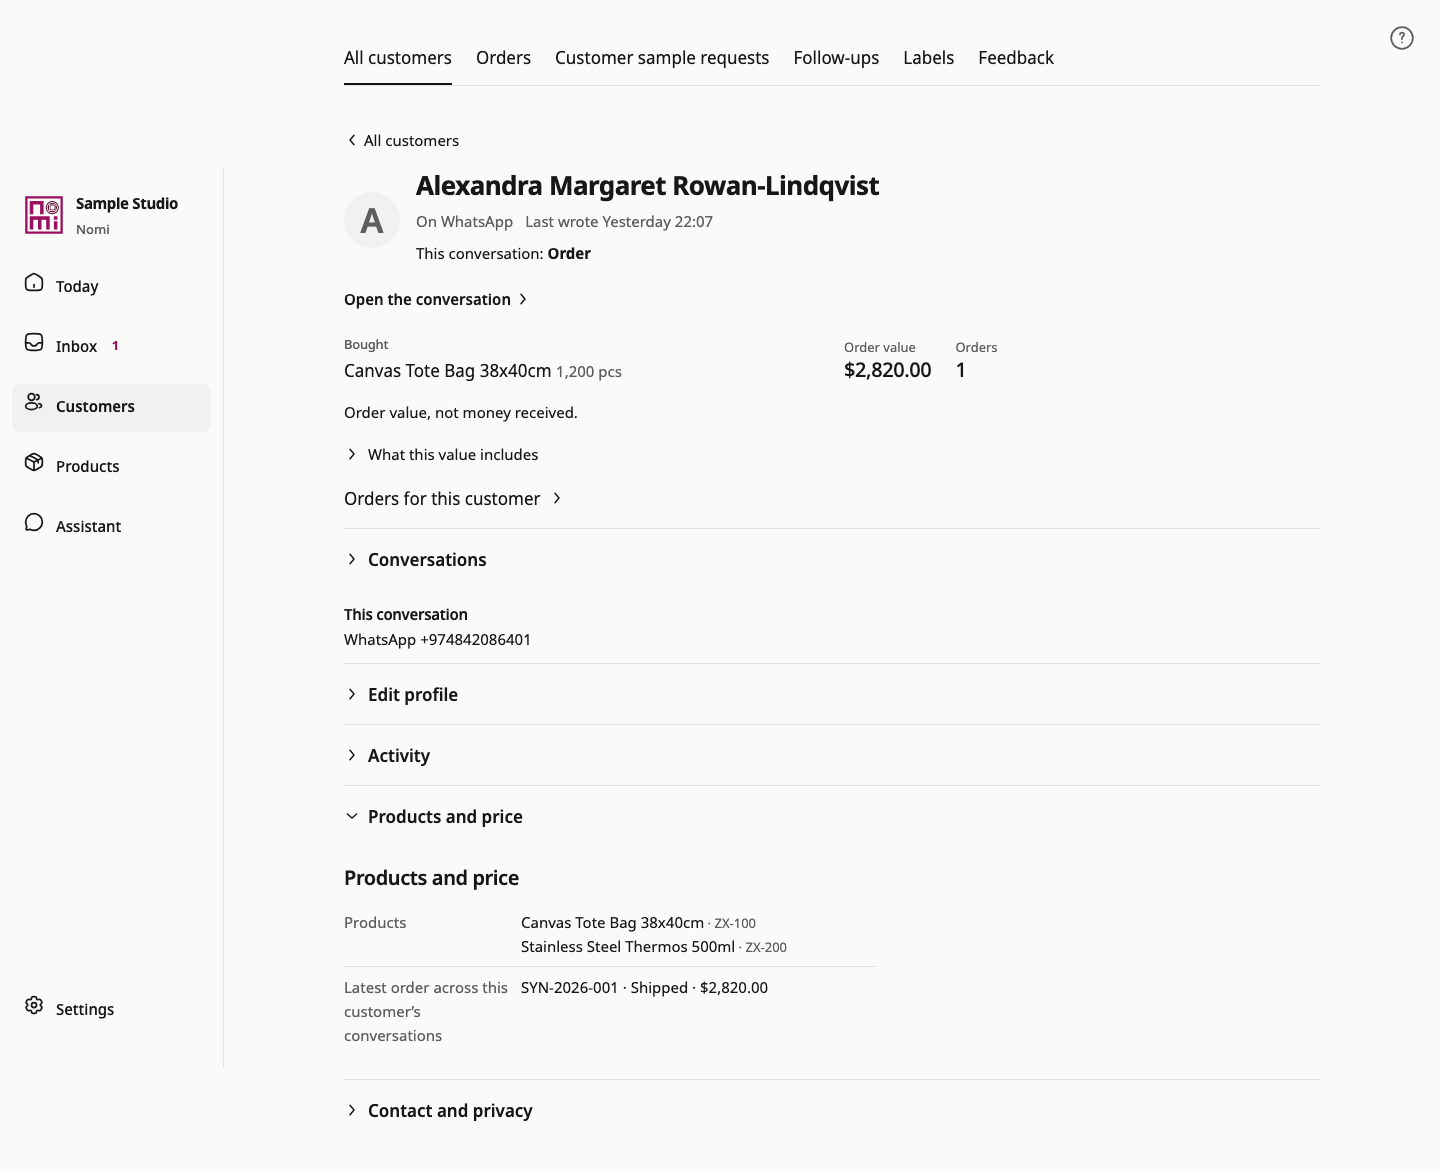 All customers
Orders
Customer sample requests
Follow-ups
Labels
Feedback
All customers
nomi
Sample Studio
Nomi
Today
Inbox 1
Customers
Products
Assistant
Settings
A
Alexandra Margaret Rowan-Lindqvist
On WhatsApp Last wrote Yesterday 22:07
This conversation: Order
Open the conversation
Bought
Canvas Tote Bag 38x40cm 1,200 pcs
Order value
$2,820.00
Orders
1
Order value, not money received.
What this value includes
Orders for this customer
Conversations
This conversation
WhatsApp +974842086401
Edit profile
Activity
Products and price
Products and price
Products
Canvas Tote Bag 38x40cm · ZX-100
Stainless Steel Thermos 500ml · ZX-200
Latest order across this
customer’s
conversations
SYN-2026-001 · Shipped · $2,820.00
Contact and privacy